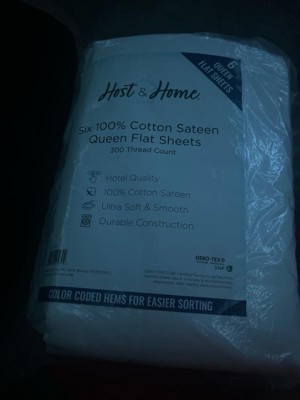 6
QUEEN
FLAT SHEETS
Host & Home
Six 100% Cotton Sateen
Queen Flat Sheets
300 Thread Count
Hotel Quality
100% Cotton Sateen
Ultra Soft & Smooth
Durable Construction
OEKO-TEX®
COLOR CODED HEMS FOR EASIER SORTING